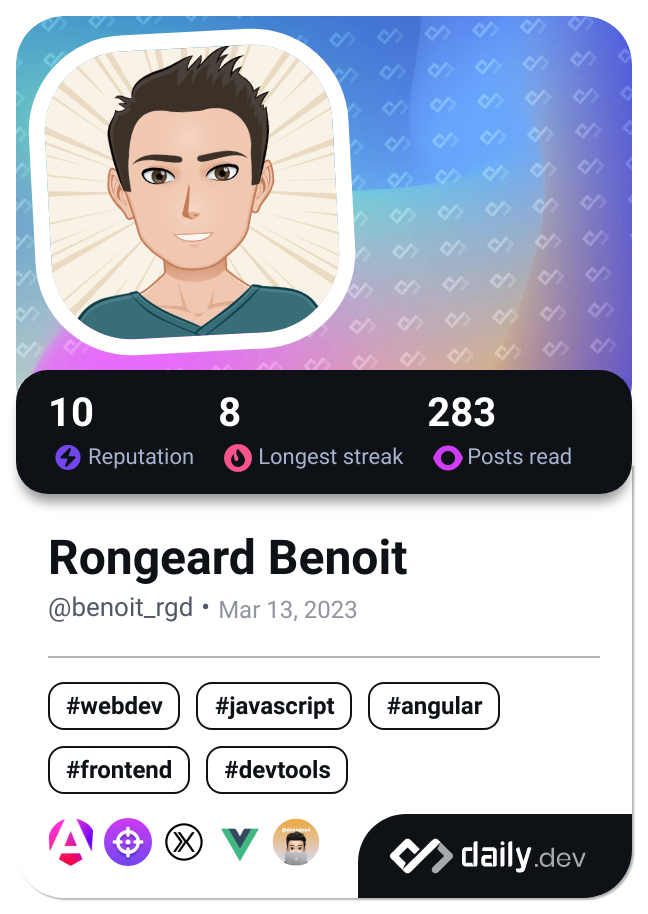 10 8 283
Reputation Longest streak Posts read
Rongeard Benoit
@benoit_rgd • Mar 13, 2023
#webdev #javascript #angular
#frontend #devtools
daily.dev